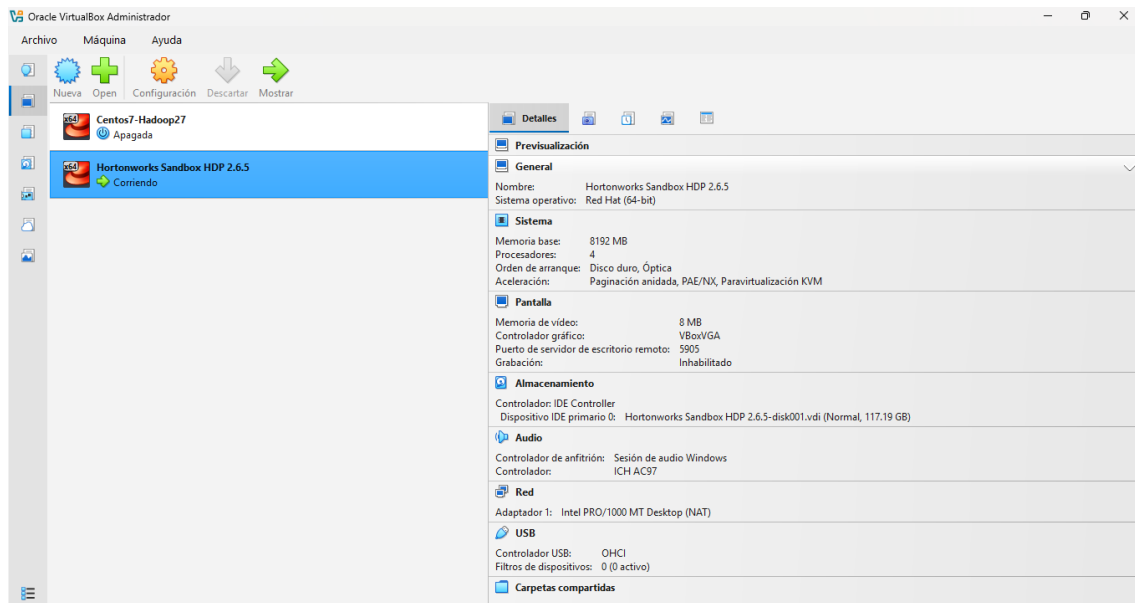 Oracle VirtualBox Administrador
Archivo Máquina Ayuda
Nueva Open Configuración Descartar Mostrar
x64 Centos7-Hadoop27
Apagada
x64 Hortonworks Sandbox HDP 2.6.5
Corriendo
Detalles
Previsualización
General
Nombre: Hortonworks Sandbox HDP 2.6.5
Sistema operativo: Red Hat (64-bit)
Sistema
Memoria base: 8192 MB
Procesadores: 4
Orden de arranque: Disco duro, Óptica
Aceleración: Paginación anidada, PAE/NX, Paravirtualización KVM
Pantalla
Memoria de vídeo: 8 MB
Controlador gráfico: VBoxVGA
Puerto de servidor de escritorio remoto: 5905
Grabación: Inhabilitado
Almacenamiento
Controlador: IDE Controller
Dispositivo IDE primario 0: Hortonworks Sandbox HDP 2.6.5-disk001.vdi (Normal, 117.19 GB)
Audio
Controlador de anfitrión: Sesión de audio Windows
Controlador: ICH AC97
Red
Adaptador 1: Intel PRO/1000 MT Desktop (NAT)
USB
Controlador USB: OHCI
Filtros de dispositivos: 0 (0 activo)
Carpetas compartidas